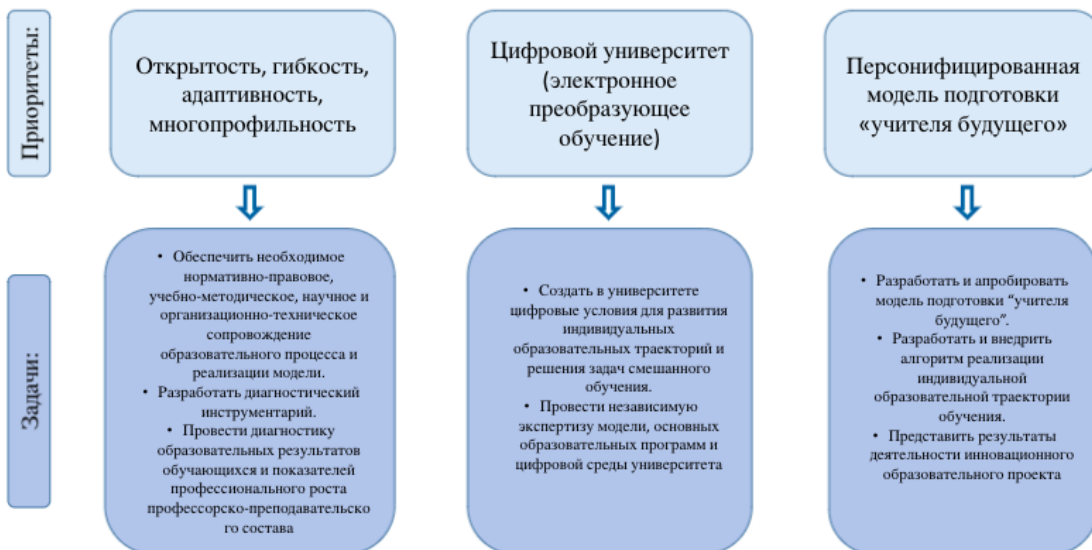 Приоритеты:
Открытость, гибкость,
адаптивность,
многопрофильность
Цифровой университет
(электронное
преобразующее
обучение)
Персонифицированная
модель подготовки
«учителя будущего»
Задачи:
• Обеспечить необходимое
нормативно-правовое,
учебно-методическое, научное и
организационно-техническое
сопровождение
образовательного процесса и
реализации модели.
• Разработать диагностический
инструментарий.
• Провести диагностику
образовательных результатов
обучающихся и показателей
профессионального роста
профессорско-преподавательско
го состава
• Создать в университете
цифровые условия для развития
индивидуальных
образовательных траекторий и
решения задач смешанного
обучения.
• Провести независимую
экспертизу модели, основных
образовательных программ и
цифровой среды университета
• Разработать и апробировать
модель подготовки “учителя
будущего”.
• Разработать и внедрить
алгоритм реализации
индивидуальной
образовательной траектории
обучения.
• Представить результаты
деятельности инновационного
образовательного проекта